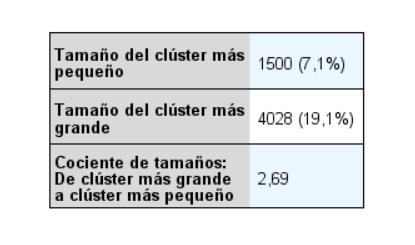 Tamaño del clúster más
pequeño
1500 (7,1%)
Tamaño del clúster más
grande
4028 (19,1%)
Cociente de tamaños:
De clúster más grande
a clúster más pequeño
2,69